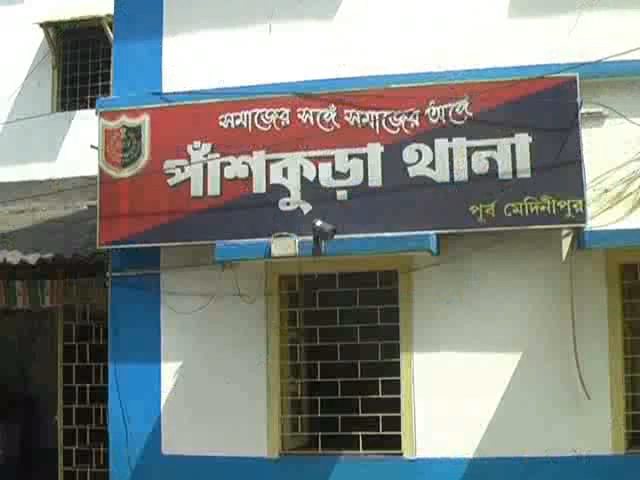 সমাজের সঙ্গে সমাজের অঙ্গে
পাঁশকুড়া থানা
পূর্ব মেদিনীপুর